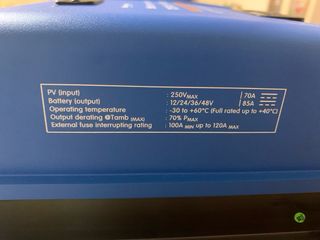 PV (input) : 250VMAX | 70A
Battery (output) : 12/24/36/48V | 85A
Operating temperature : -30 to +60°C (Full rated up to +40°C)
Output derating @Tamb (MAX) : 70% PMAX
External fuse interrupting rating : 100A MIN up to 120A MAX